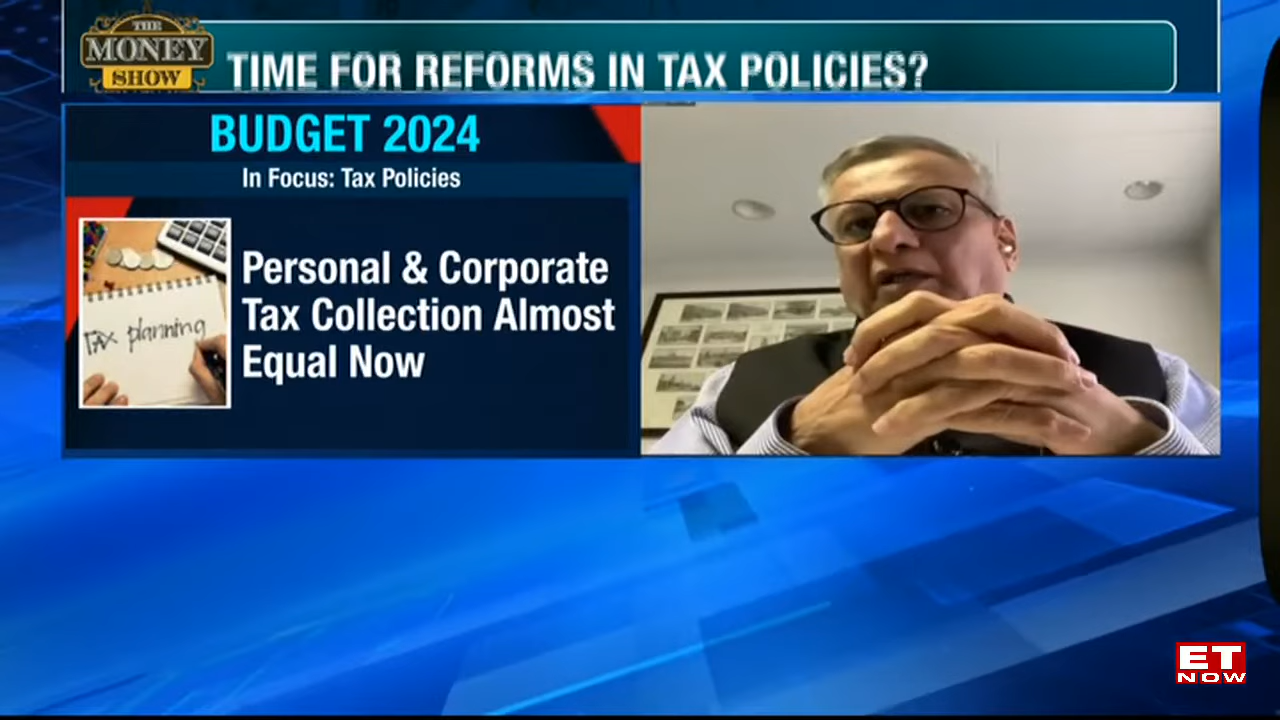 THE
MONEY
SHOW
TIME FOR REFORMS IN TAX POLICIES?
BUDGET 2024
In Focus: Tax Policies
TAX planning
Personal & Corporate
Tax Collection Almost
Equal Now
ET
NOW